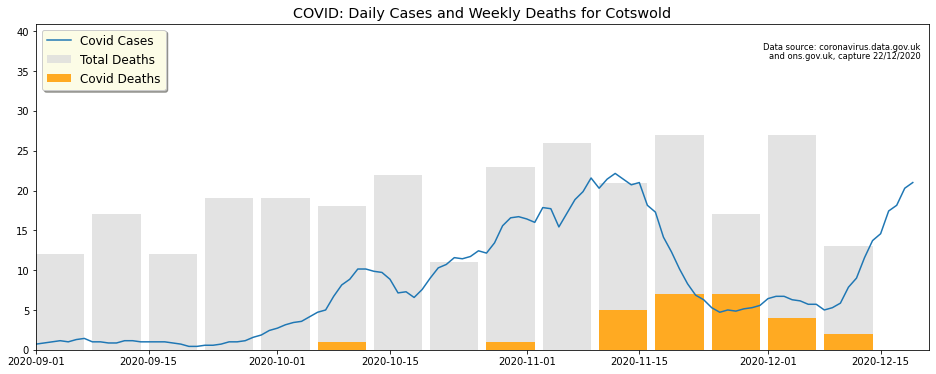 COVID: Daily Cases and Weekly Deaths for Cotswold
40
35
30
25
20
15
10
5
0
Covid Cases
Total Deaths
Covid Deaths
Data source: coronavirus.data.gov.uk
and ons.gov.uk, capture 22/12/2020
2020-09-01
2020-09-15
2020-10-01
2020-10-15
2020-11-01
2020-11-15
2020-12-01
2020-12-15